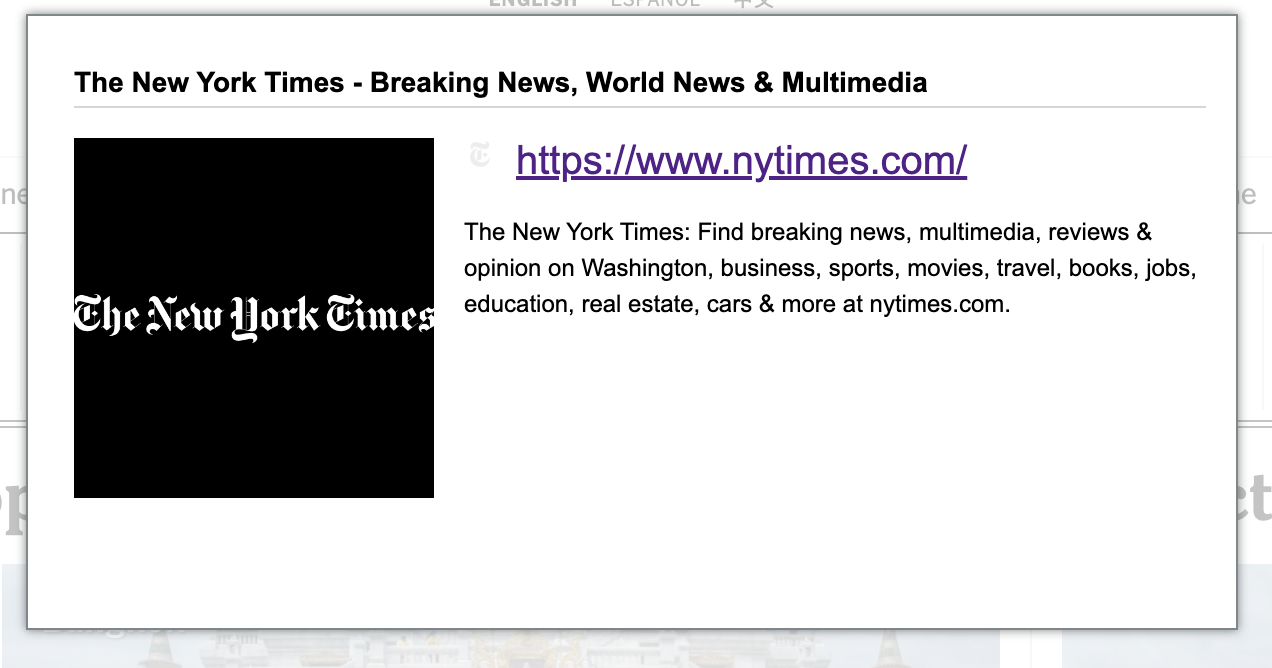 ENGLISH ESPAÑOL 中文
The New York Times - Breaking News, World News & Multimedia
The New York Times
https://www.nytimes.com/
The New York Times: Find breaking news, multimedia, reviews &
opinion on Washington, business, sports, movies, travel, books, jobs,
education, real estate, cars & more at nytimes.com.